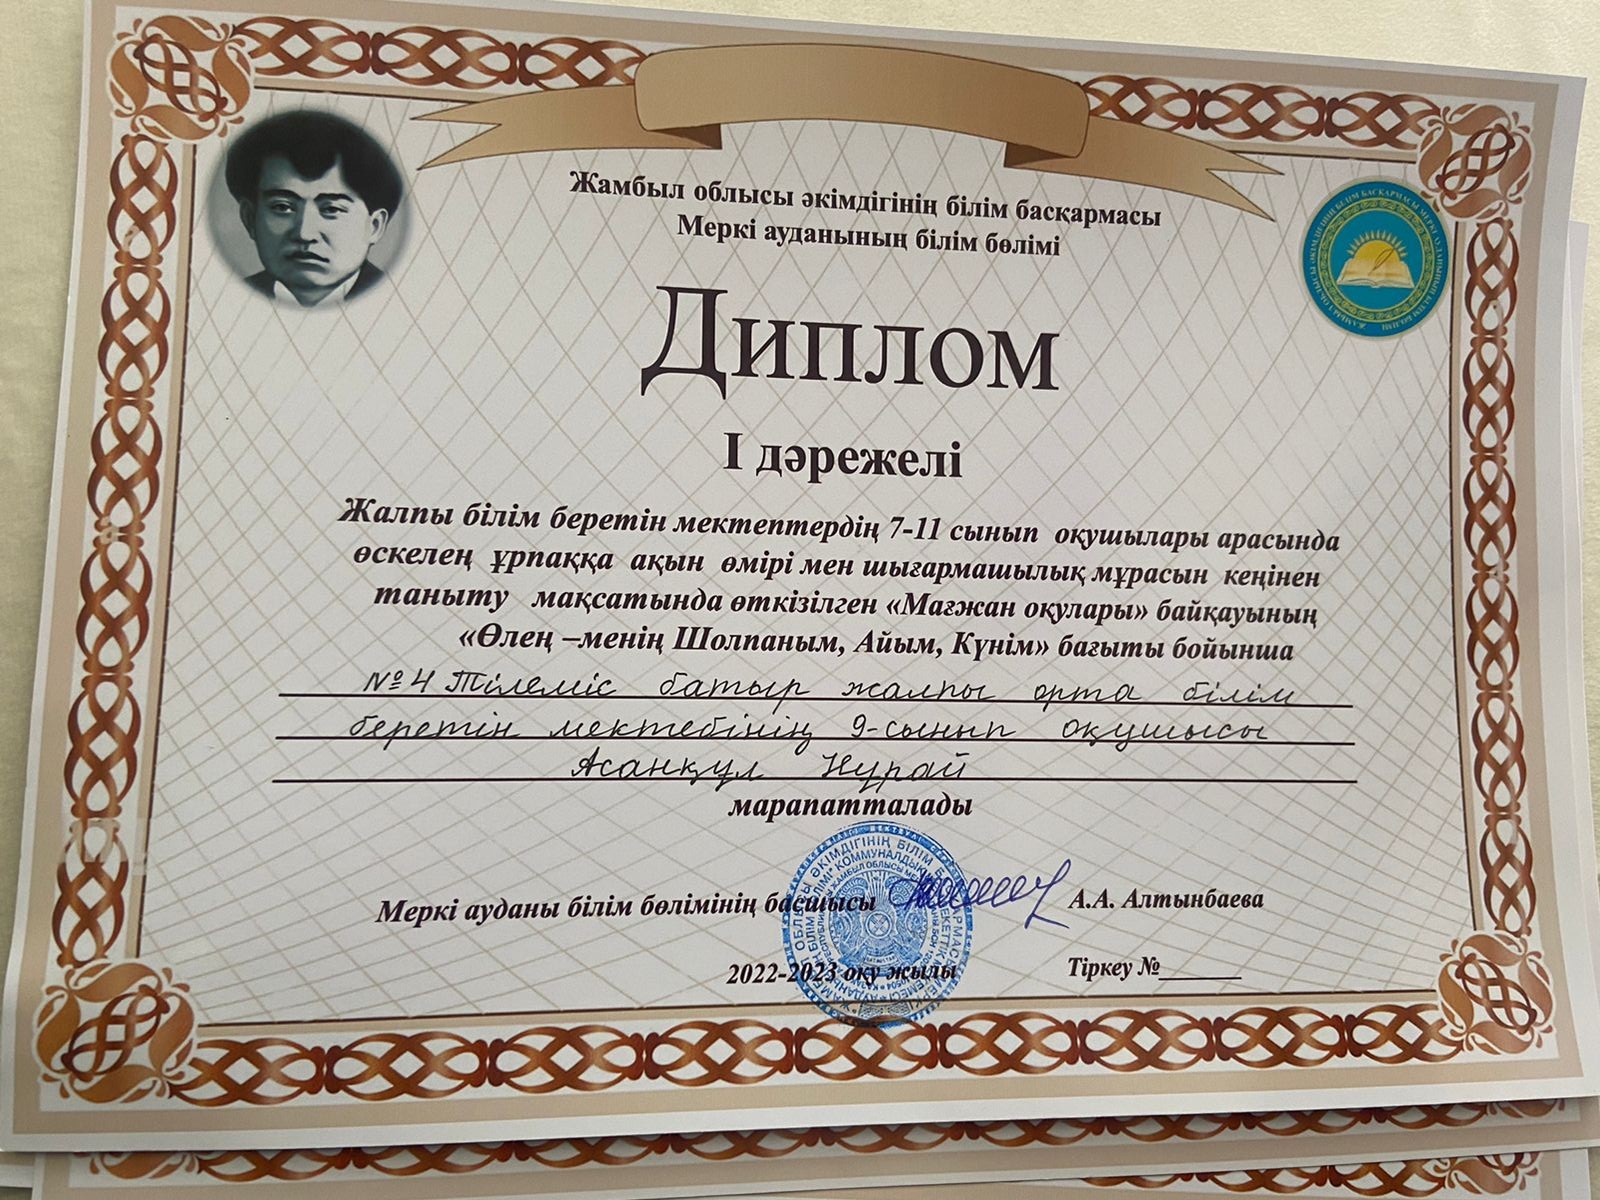 Жамбыл облысы әкімдігінің білім басқармасы
Меркі ауданының білім бөлімі
Диплом
І дәрежелі
Жалпы білім беретін мектептердің 7-11 сынып оқушылары арасында
өскелең ұрпаққа ақын өмірі мен шығармашылық мұрасын кеңінен
таныту мақсатында өткізілген «Мағжан оқулары» байқауының
«Өлең –менің Шолпаным, Айым, Күнім» бағыты бойынша
№4 Тілеміс батыр жалпы орта білім
беретін мектебінің 9-сынып оқушысы
Асанқұл Нұрай
марапатталады
Меркі ауданы білім бөлімінің басшысы А.А. Алтынбаева
2022-2023 оқу жылы Тіркеу №______